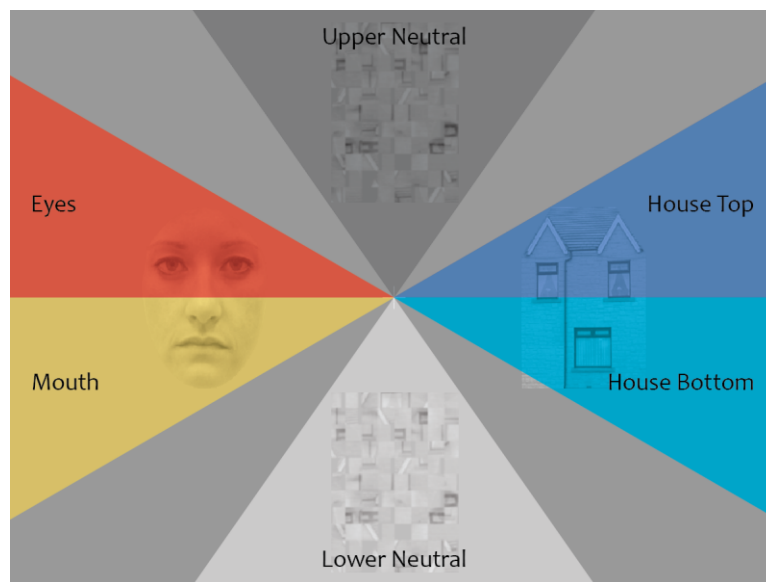 Upper Neutral
Eyes
House Top
Mouth
House Bottom
Lower Neutral